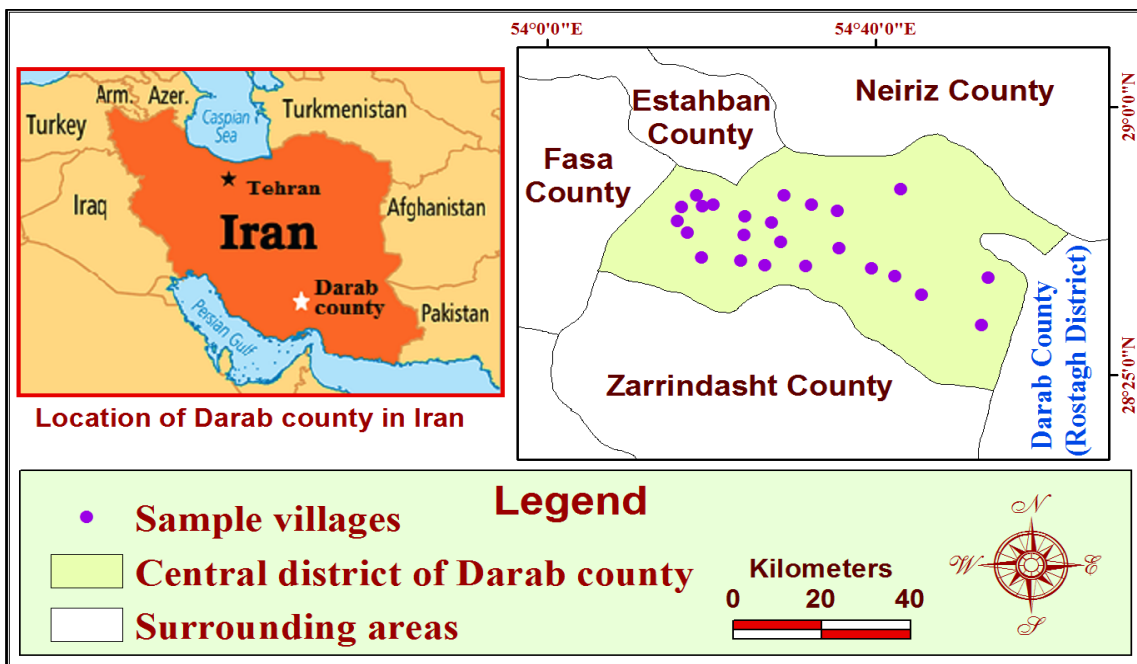 Arm. Azer.
Caspian
Sea
Turkmenistan
Turkey
Tehran
Iraq
Iran
Afghanistan
Darab
county
Pakistan
Persian Gulf
Location of Darab county in Iran
54°0'0"E
54°40'0"E
Neiriz County
Estahban
County
Fasa
County
29°0'0"N
Zarrindasht County
Darab County
(Rostagh District)
28°25'0"N
Legend
Sample villages
Central district of Darab county
Surrounding areas
Kilometers
0 20 40
N
W E
S